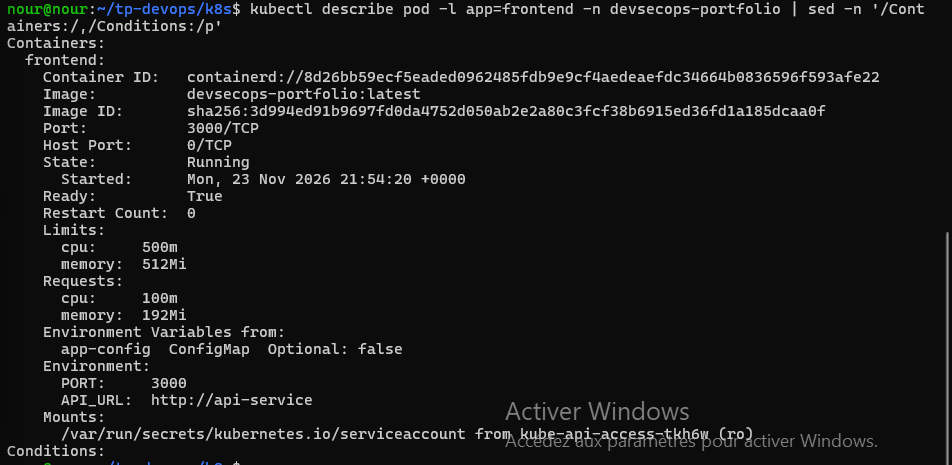 nour@nour:~/tp-devops/k8s$ kubectl describe pod -l app=frontend -n devsecops-portfolio | sed -n '/Cont
ainers:/,/Conditions:/p'
Containers:
  frontend:
    Container ID:   containerd://8d26bb59ecf5eaded0962485fdb9e9cf4aedeaefdc34664b0836596f593afe22
    Image:          devsecops-portfolio:latest
    Image ID:       sha256:3d994ed91b9697fd0da4752d050ab2e2a80c3fcf38b6915ed36fd1a185dcaa0f
    Port:           3000/TCP
    Host Port:      0/TCP
    State:          Running
      Started:      Mon, 23 Nov 2026 21:54:20 +0000
    Ready:          True
    Restart Count:  0
    Limits:
      cpu:     500m
      memory:  512Mi
    Requests:
      cpu:     100m
      memory:  192Mi
    Environment Variables from:
      app-config  ConfigMap  Optional: false
    Environment:
      PORT:     3000
      API_URL:  http://api-service
    Mounts:
      /var/run/secrets/kubernetes.io/serviceaccount from kube-api-access-tkh6w (ro)
Conditions:
Activer Windows
Accédez aux paramètres pour activer Windows.